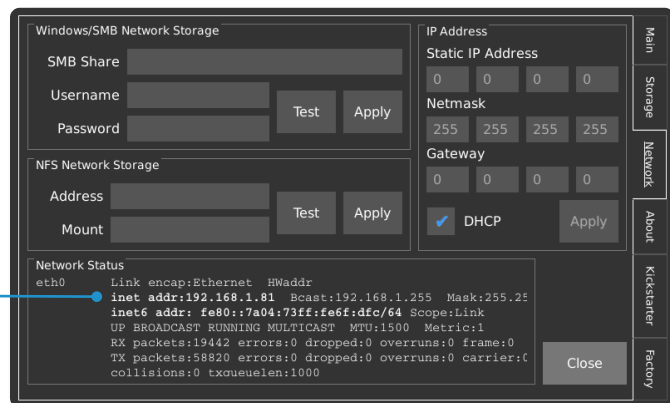 Windows/SMB Network Storage
SMB Share
Username
Password
Test
Apply
NFS Network Storage
Address
Mount
Test
Apply
IP Address
Static IP Address
0 0 0 0
Netmask
255 255 255 255
Gateway
0 0 0 0
DHCP
Apply
Network Status
eth0 Link encap:Ethernet HWaddr
inet addr:192.168.1.81 Bcast:192.168.1.255 Mask:255.25
inet6 addr: fe80::7a04:73ff:fe6f:dfc/64 Scope:Link
UP BROADCAST RUNNING MULTICAST MTU:1500 Metric:1
RX packets:19442 errors:0 dropped:0 overruns:0 frame:0
TX packets:58820 errors:0 dropped:0 overruns:0 carrier:0
collisions:0 txqueuelen:1000
Close
Main
Storage
Network
About
Kickstarter
Factory